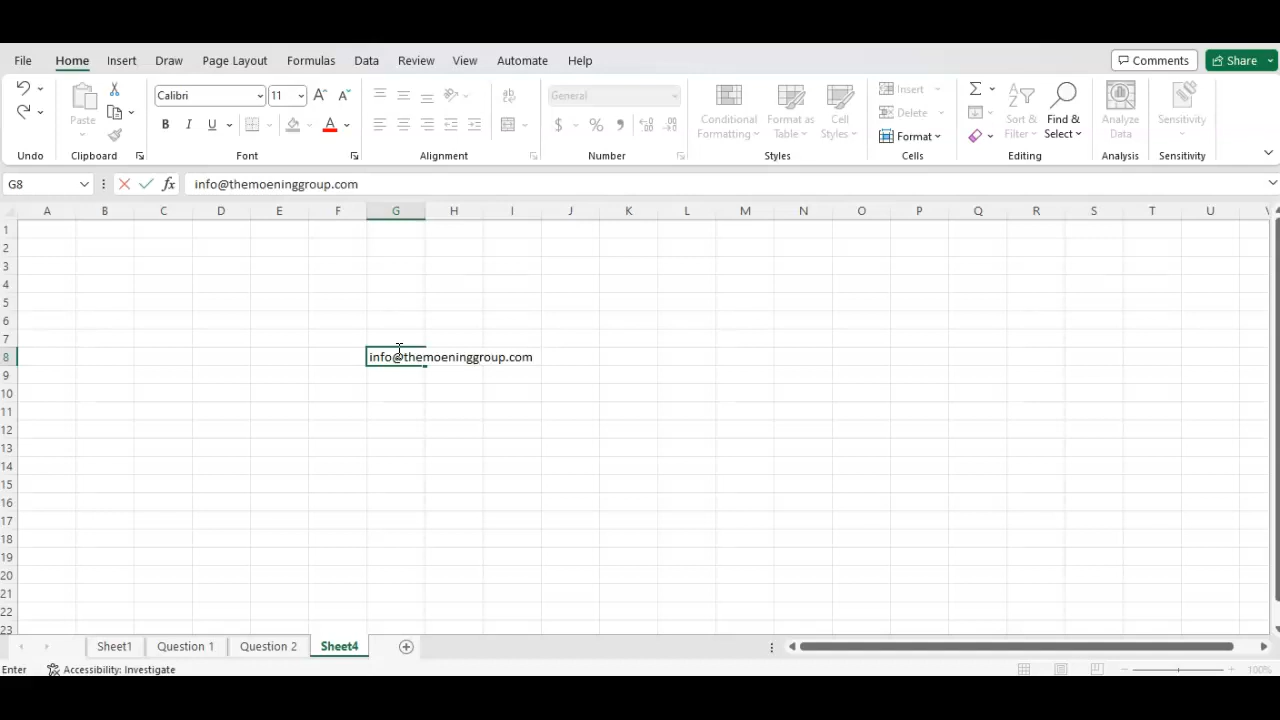 File Home Insert Draw Page Layout Formulas Data Review View Automate Help Comments Share
Calibri 11 General Insert
Paste B I U $ % Delete
Conditional Formatting Format as Table Cell Styles Format Sort & Filter Find & Select Analyze Data Sensitivity
Undo Clipboard Font Alignment Number Styles Cells Editing Analysis Sensitivity
G8 fx info@themoeninggroup.com
A B C D E F G H I J K L M N O P Q R S T U
1
2
3
4
5
6
7
8 info@themoeninggroup.com
9
10
11
12
13
14
15
16
17
18
19
20
21
22
23
Sheet1 Question 1 Question 2 Sheet4
Enter Accessibility: Investigate 100%